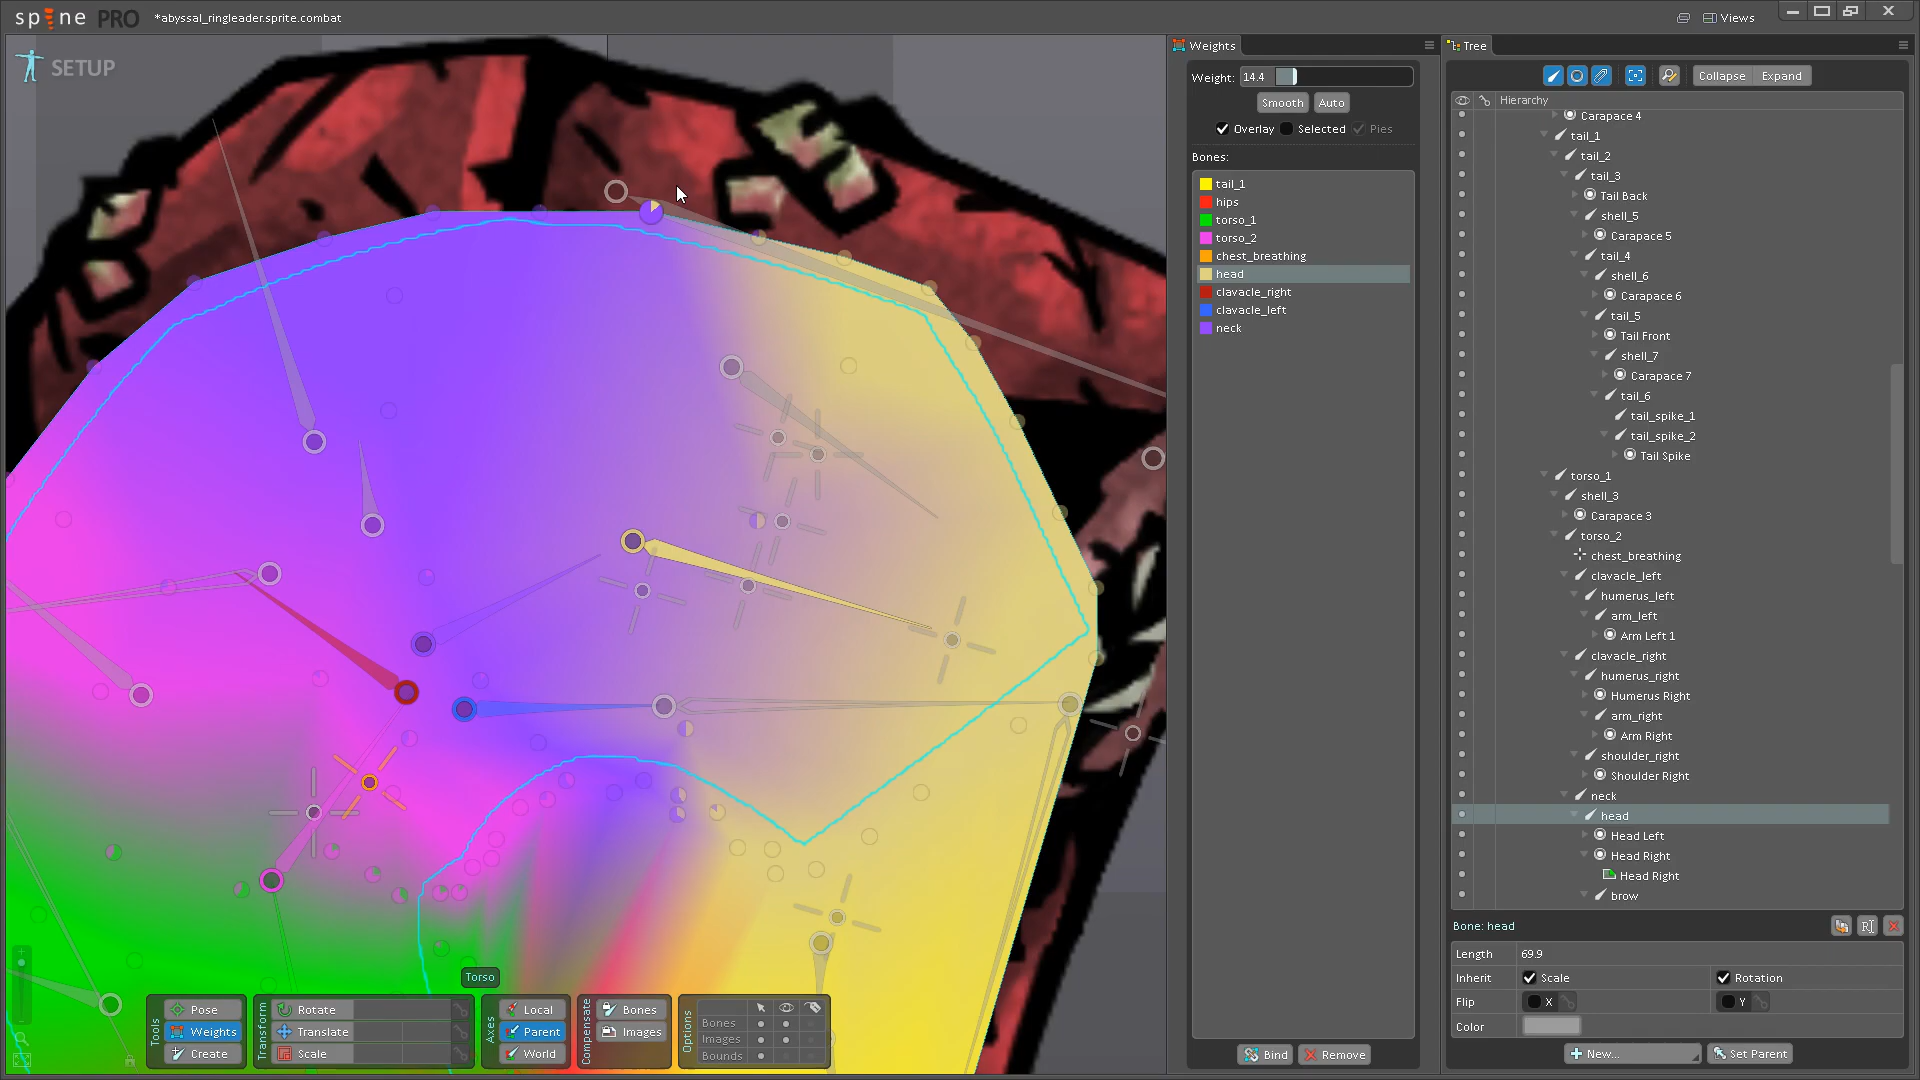 spine PRO *abyssal_ringleader.sprite.combat Views
SETUP
Weights
Weight: 14.4
Smooth Auto
Overlay Selected Pies
Bones:
tail_1
hips
torso_1
torso_2
chest_breathing
head
clavacle_right
clavacle_left
neck
Bind Remove
Tree
Collapse Expand
Hierarchy
Carapace 4
tail_1
tail_2
tail_3
Tail Back
shell_5
Carapace 5
tail_4
shell_6
Carapace 6
tail_5
Tail Front
shell_7
Carapace 7
tail_6
tail_spike_1
tail_spike_2
Tail Spike
torso_1
shell_3
Carapace 3
torso_2
chest_breathing
clavacle_left
humerus_left
arm_left
Arm Left 1
clavacle_right
humerus_right
Humerus Right
arm_right
Arm Right
shoulder_right
Shoulder Right
neck
head
Head Left
Head Right
Head Right
brow
Bone: head
Length 69.9
Inherit Scale Rotation
Flip X Y
Color
New... Set Parent
Torso
Tools
Pose
Weights
Create
Transform
Rotate
Translate
Scale
Axes
Local
Parent
World
Compensate
Bones
Images
Options
Bones
Images
Bounds